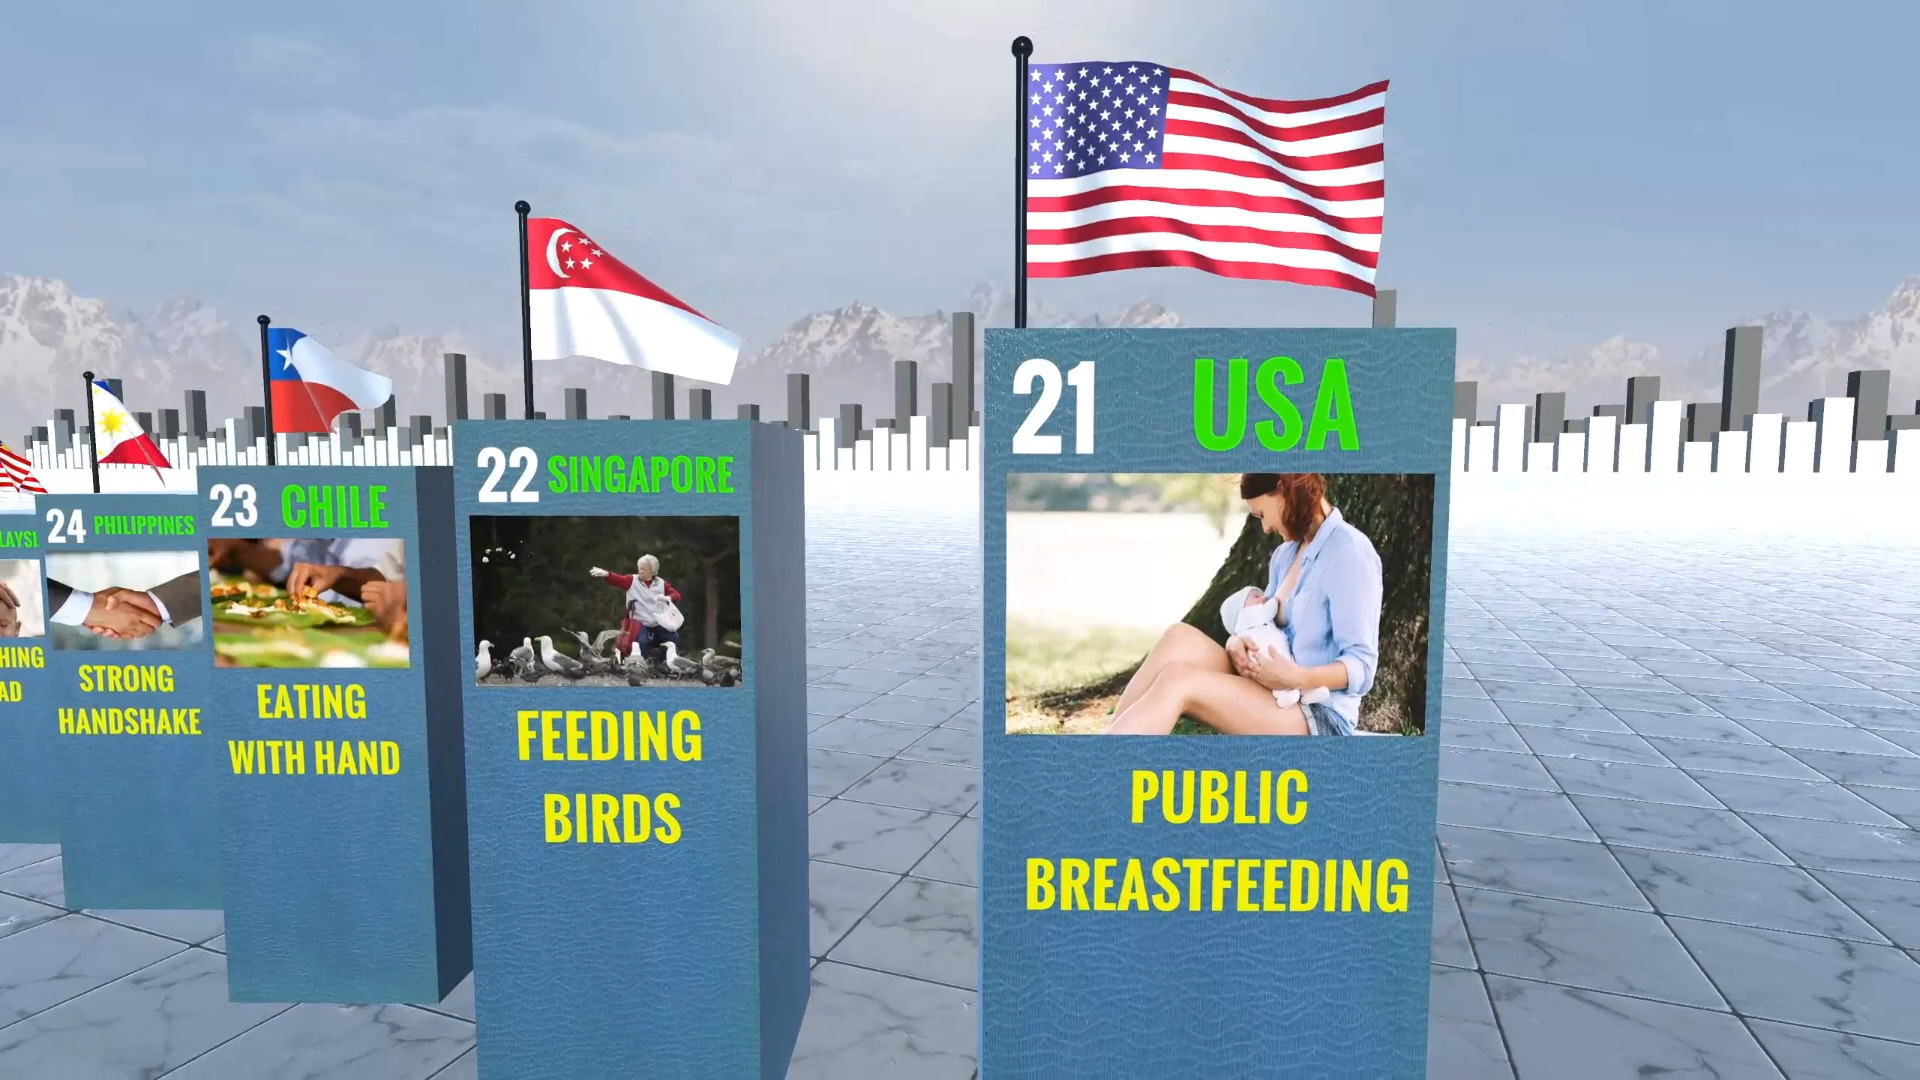 21 USA
PUBLIC
BREASTFEEDING
22 SINGAPORE
FEEDING
BIRDS
23 CHILE
EATING
WITH HAND
24 PHILIPPINES
STRONG
HANDSHAKE